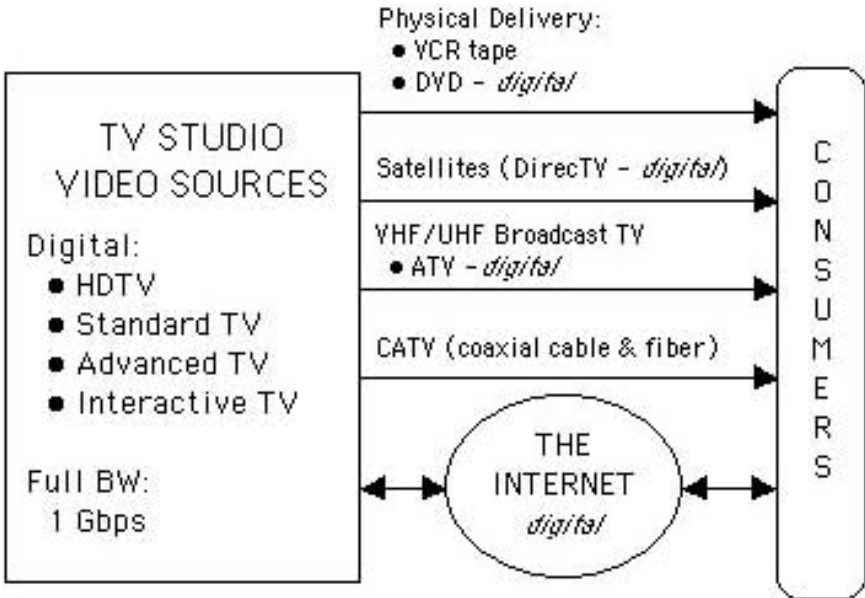 Physical Delivery:
● VCR tape
● DVD - digital
TV STUDIO
VIDEO SOURCES
Digital:
● HDTV
● Standard TV
● Advanced TV
● Interactive TV
Full BW:
1 Gbps
Satellites (DirecTV - digital)
VHF/UHF Broadcast TV
● ATV - digital
CATV (coaxial cable & fiber)
THE
INTERNET
digital
C
O
N
S
U
M
E
R
S